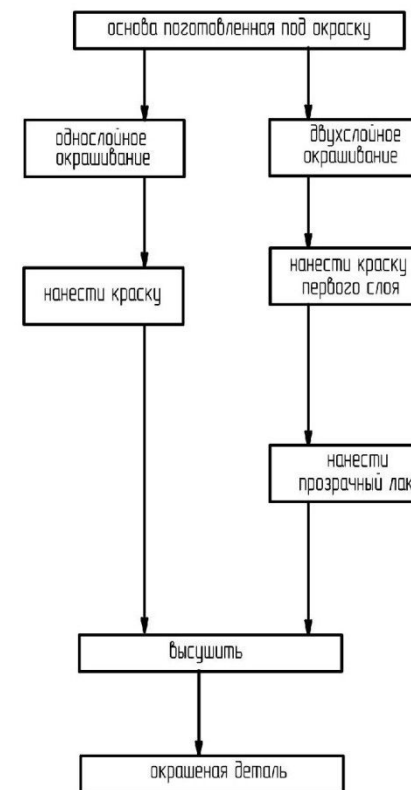 основа поготовленная под окраску
однослойное
окрашивание
двухслойное
окрашивание
нанести краску
нанести краску
первого слоя
нанести
прозрачный лак
высушить
окрашеная деталь